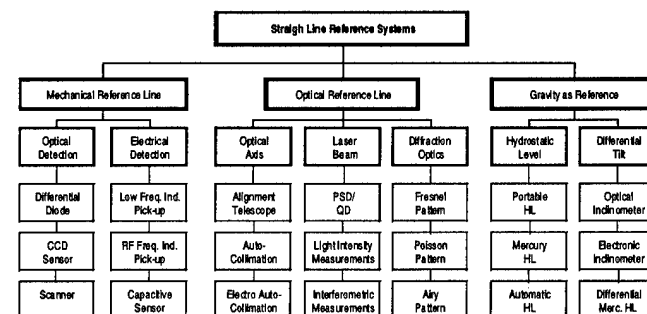 Straigh Line Reference Systems
Mechanical Reference Line
Optical Reference Line
Gravity as Reference
Optical
Detection
Electrical
Detection
Optical
Axis
Laser
Beam
Diffraction
Optics
Hydrostatic
Level
Differential
Tilt
Differential
Diode
Low Freq. Ind.
Pick-up
Alignment
Telescope
PSD/
QD
Fresnel
Pattern
Portable
HL
Optical
Inclinometer
CCD
Sensor
RF Freq. Ind.
Pick-up
Auto-
Collimation
Light Intensity
Measurements
Poisson
Pattern
Mercury
HL
Electronic
Inclinometer
Scanner
Capacitive
Sensor
Electro Auto-
Collimation
Interferometric
Measurements
Airy
Pattern
Automatic
HL
Differential
Merc. HL